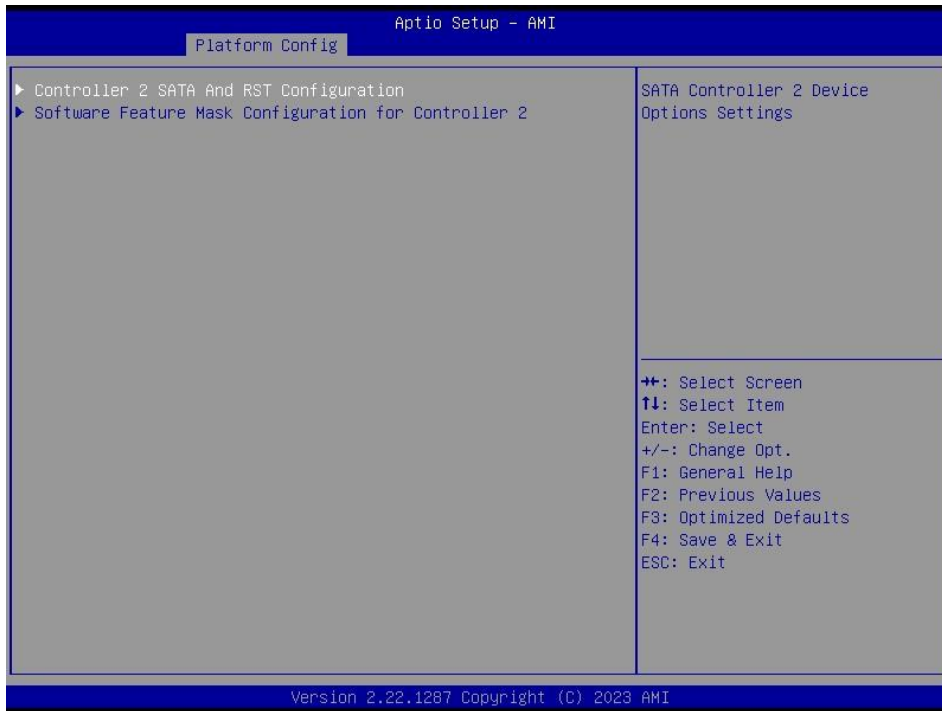 Aptio Setup - AMI
Platform Config
Controller 2 SATA And RST Configuration
Software Feature Mask Configuration for Controller 2
SATA Controller 2 Device
Options Settings
→←: Select Screen
↑↓: Select Item
Enter: Select
+/-: Change Opt.
F1: General Help
F2: Previous Values
F3: Optimized Defaults
F4: Save & Exit
ESC: Exit
Version 2.22.1287 Copyright (C) 2023 AMI